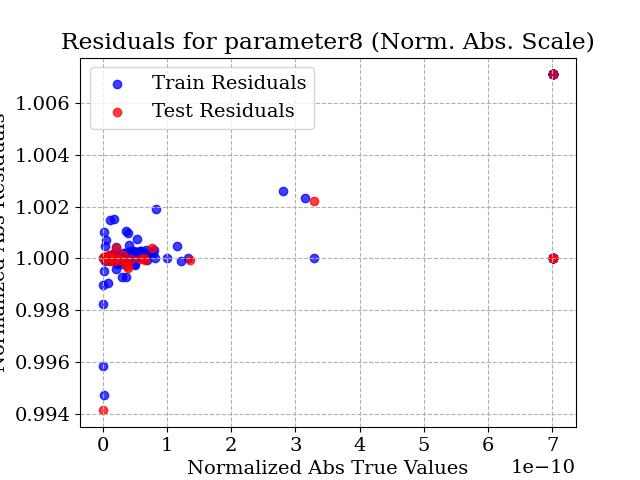 Residuals for parameter8 (Norm. Abs. Scale)
Train Residuals
Test Residuals
Normalized Abs Residuals
1.006
1.004
1.002
1.000
0.998
0.996
0.994
0 1 2 3 4 5 6 7
1e−10
Normalized Abs True Values